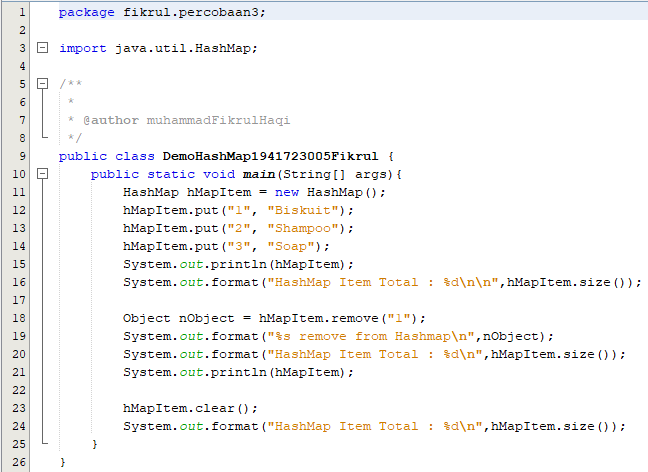 1 package fikrul.percobaan3;
2
3 import java.util.HashMap;
4
5 /**
6  *
7  * @author muhammadFikrulHaqi
8  */
9 public class DemoHashMap1941723005Fikrul {
10     public static void main(String[] args){
11         HashMap hMapItem = new HashMap();
12         hMapItem.put("1", "Biskuit");
13         hMapItem.put("2", "Shampoo");
14         hMapItem.put("3", "Soap");
15         System.out.println(hMapItem);
16         System.out.format("HashMap Item Total : %d\n\n",hMapItem.size());
17
18         Object nObject = hMapItem.remove("1");
19         System.out.format("%s remove from Hashmap\n",nObject);
20         System.out.format("HashMap Item Total : %d\n",hMapItem.size());
21         System.out.println(hMapItem);
22
23         hMapItem.clear();
24         System.out.format("HashMap Item Total : %d\n",hMapItem.size());
25     }
26 }